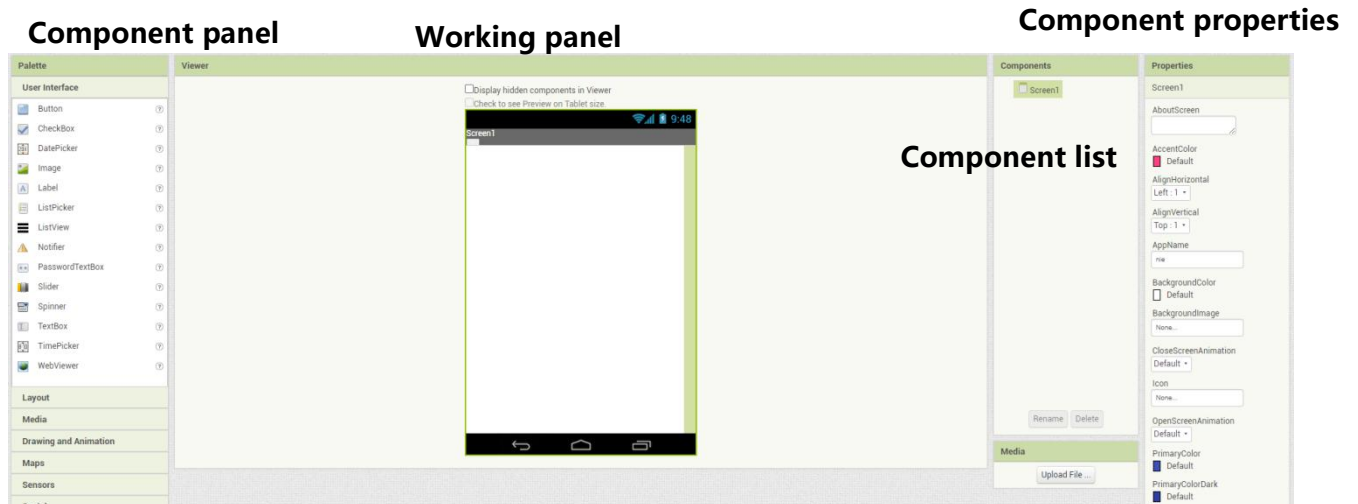 Component panel
Working panel
Component properties
Palette
Viewer
Components
Properties
User Interface
Button
CheckBox
DatePicker
Image
Label
ListPicker
ListView
Notifier
PasswordTextBox
Slider
Spinner
TextBox
TimePicker
WebViewer
Layout
Media
Drawing and Animation
Maps
Sensors
Display hidden components in Viewer
Check to see Preview on Tablet size.
9:48
Screen1
Screen1
Component list
Rename Delete
Media
Upload File ...
Screen1
AboutScreen
AccentColor
Default
AlignHorizontal
Left : 1
AlignVertical
Top : 1
AppName
BackgroundColor
Default
BackgroundImage
None...
CloseScreenAnimation
Default
Icon
None...
OpenScreenAnimation
Default
PrimaryColor
Default
PrimaryColorDark
Default